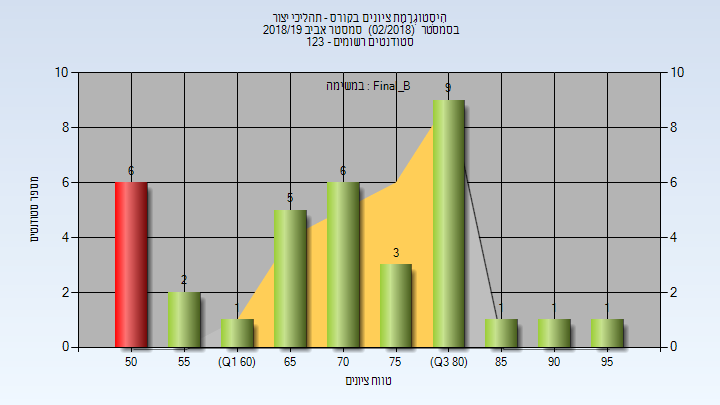 היסטוגרמת ציונים בקורס - תהליכי יצור
בסמסטר (02/2018) סמסטר אביב 2018/19
סטודנטים רשומים - 123
במשימה : Final_B
10 10
8 8
6 6
4 4
2 2
0 0
6 2 1 5 6 3 9 1 1 1
מספר סטודנטים
50 55 (Q1 60) 65 70 75 (Q3 80) 85 90 95
טווח ציונים